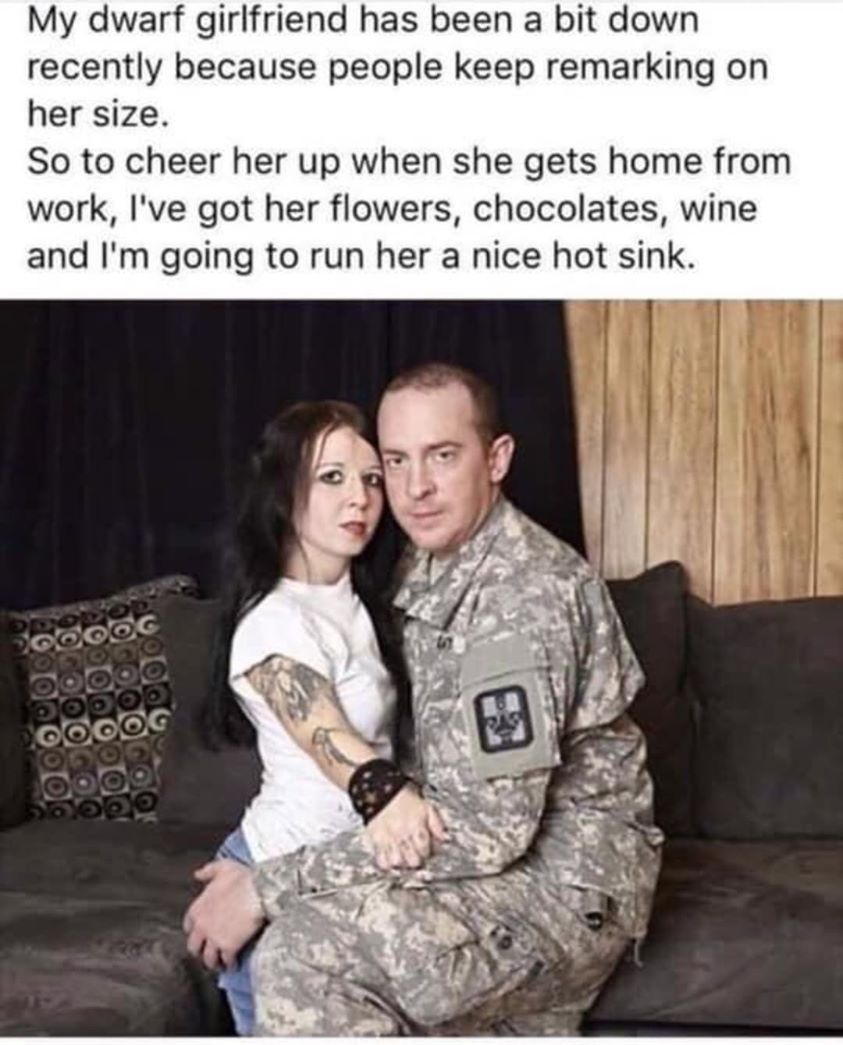 My dwarf girlfriend has been a bit down
recently because people keep remarking on
her size.
So to cheer her up when she gets home from
work, I've got her flowers, chocolates, wine
and I'm going to run her a nice hot sink.